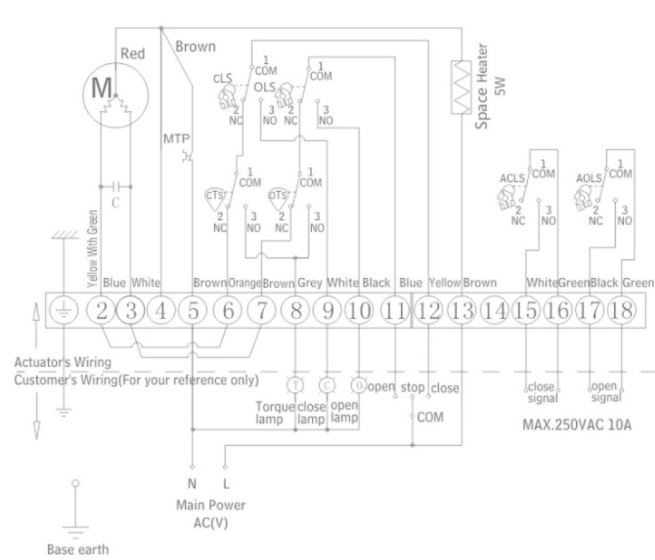 Red
Brown
M
MTP
C
CLS
1
COM
OLS
1
COM
2
NC
3
NO
2
NC
3
NO
CTS
1
COM
OTS
1
COM
2
NC
3
NO
2
NC
3
NO
Space Heater
5W
ACLS
1
COM
AOLS
1
COM
2
NC
3
NO
2
NC
3
NO
Yellow With Green
Blue White
Brown Orange Brown Grey White Black Blue Yellow Brown
White Green Black Green
2 3 4 5 6 7 8 9 10 11 12 13 14 15 16 17 18
Actuator's Wiring
Customer's Wiring(For your reference only)
T C O open stop close
Torque lamp
close lamp
open lamp
COM
close signal
open signal
MAX.250VAC 10A
N L
Main Power
AC(V)
Base earth